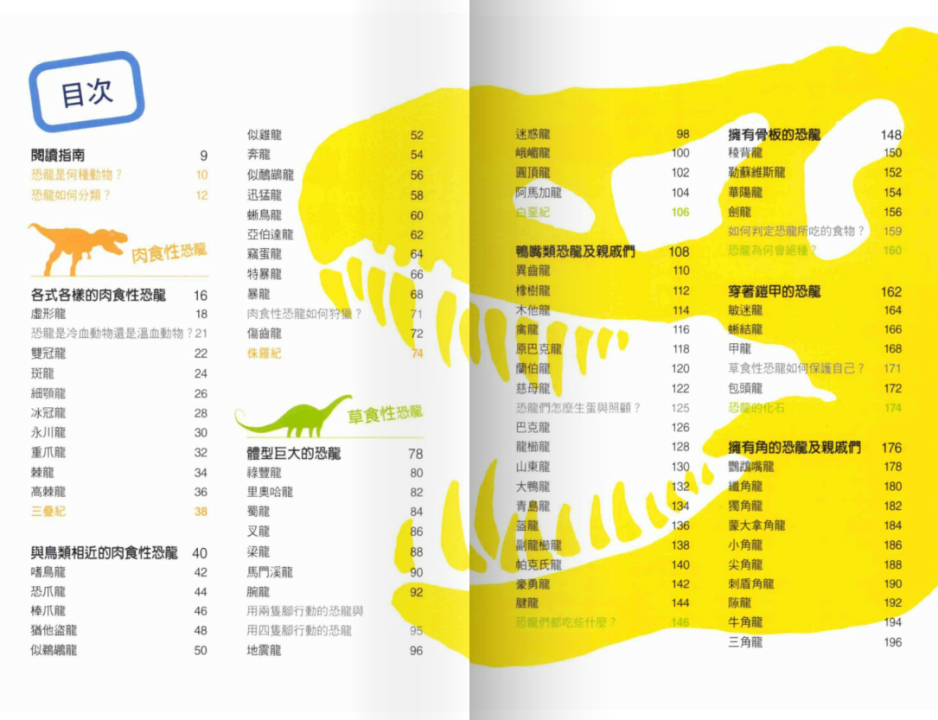 目次
閱讀指南 9
恐龍是何種動物？ 10
恐龍如何分類？ 12
肉食性恐龍
各式各樣的肉食性恐龍 16
虛形龍 18
恐龍是冷血動物還是溫血動物？21
雙冠龍 22
斑龍 24
細顎龍 26
冰冠龍 28
永川龍 30
重爪龍 32
棘龍 34
高棘龍 36
三疊紀 38
與鳥類相近的肉食性恐龍 40
嗜鳥龍 42
恐爪龍 44
棒爪龍 46
猶他盜龍 48
似鵜鶘龍 50
似雞龍 52
奔龍 54
似鴯鶓龍 56
迅猛龍 58
蜥鳥龍 60
亞伯達龍 62
竊蛋龍 64
特暴龍 66
暴龍 68
肉食性恐龍如何狩獵？ 71
傷齒龍 72
侏羅紀 74
草食性恐龍
體型巨大的恐龍 78
祿豐龍 80
里奧哈龍 82
蜀龍 84
叉龍 86
梁龍 88
馬門溪龍 90
腕龍 92
用兩隻腳行動的恐龍與
用四隻腳行動的恐龍 95
地震龍 96
迷惑龍 98
峨嵋龍 100
圓頂龍 102
阿馬加龍 104
白堊紀 106
鴨嘴類恐龍及親戚們 108
異齒龍 110
橡樹龍 112
木他龍 114
禽龍 116
原巴克龍 118
蘭伯龍 120
慈母龍 122
恐龍們怎麼生蛋與照顧？ 125
巴克龍 126
龍櫛龍 128
山東龍 130
大鴨龍 132
青島龍 134
盔龍 136
副龍櫛龍 138
帕克氏龍 140
豪勇龍 142
腱龍 144
恐龍們都吃些什麼？ 146
擁有骨板的恐龍 148
稜背龍 150
勒蘇維斯龍 152
華陽龍 154
劍龍 156
如何判定恐龍所吃的食物？ 159
恐龍為何會絕種？ 160
穿著鎧甲的恐龍 162
敏迷龍 164
蜥結龍 166
甲龍 168
草食性恐龍如何保護自己？ 171
包頭龍 172
恐龍的化石 174
擁有角的恐龍及親戚們 176
鸚鵡嘴龍 178
纖角龍 180
獨角龍 182
蒙大拿角龍 184
小角龍 186
尖角龍 188
刺盾角龍 190
隙龍 192
牛角龍 194
三角龍 196